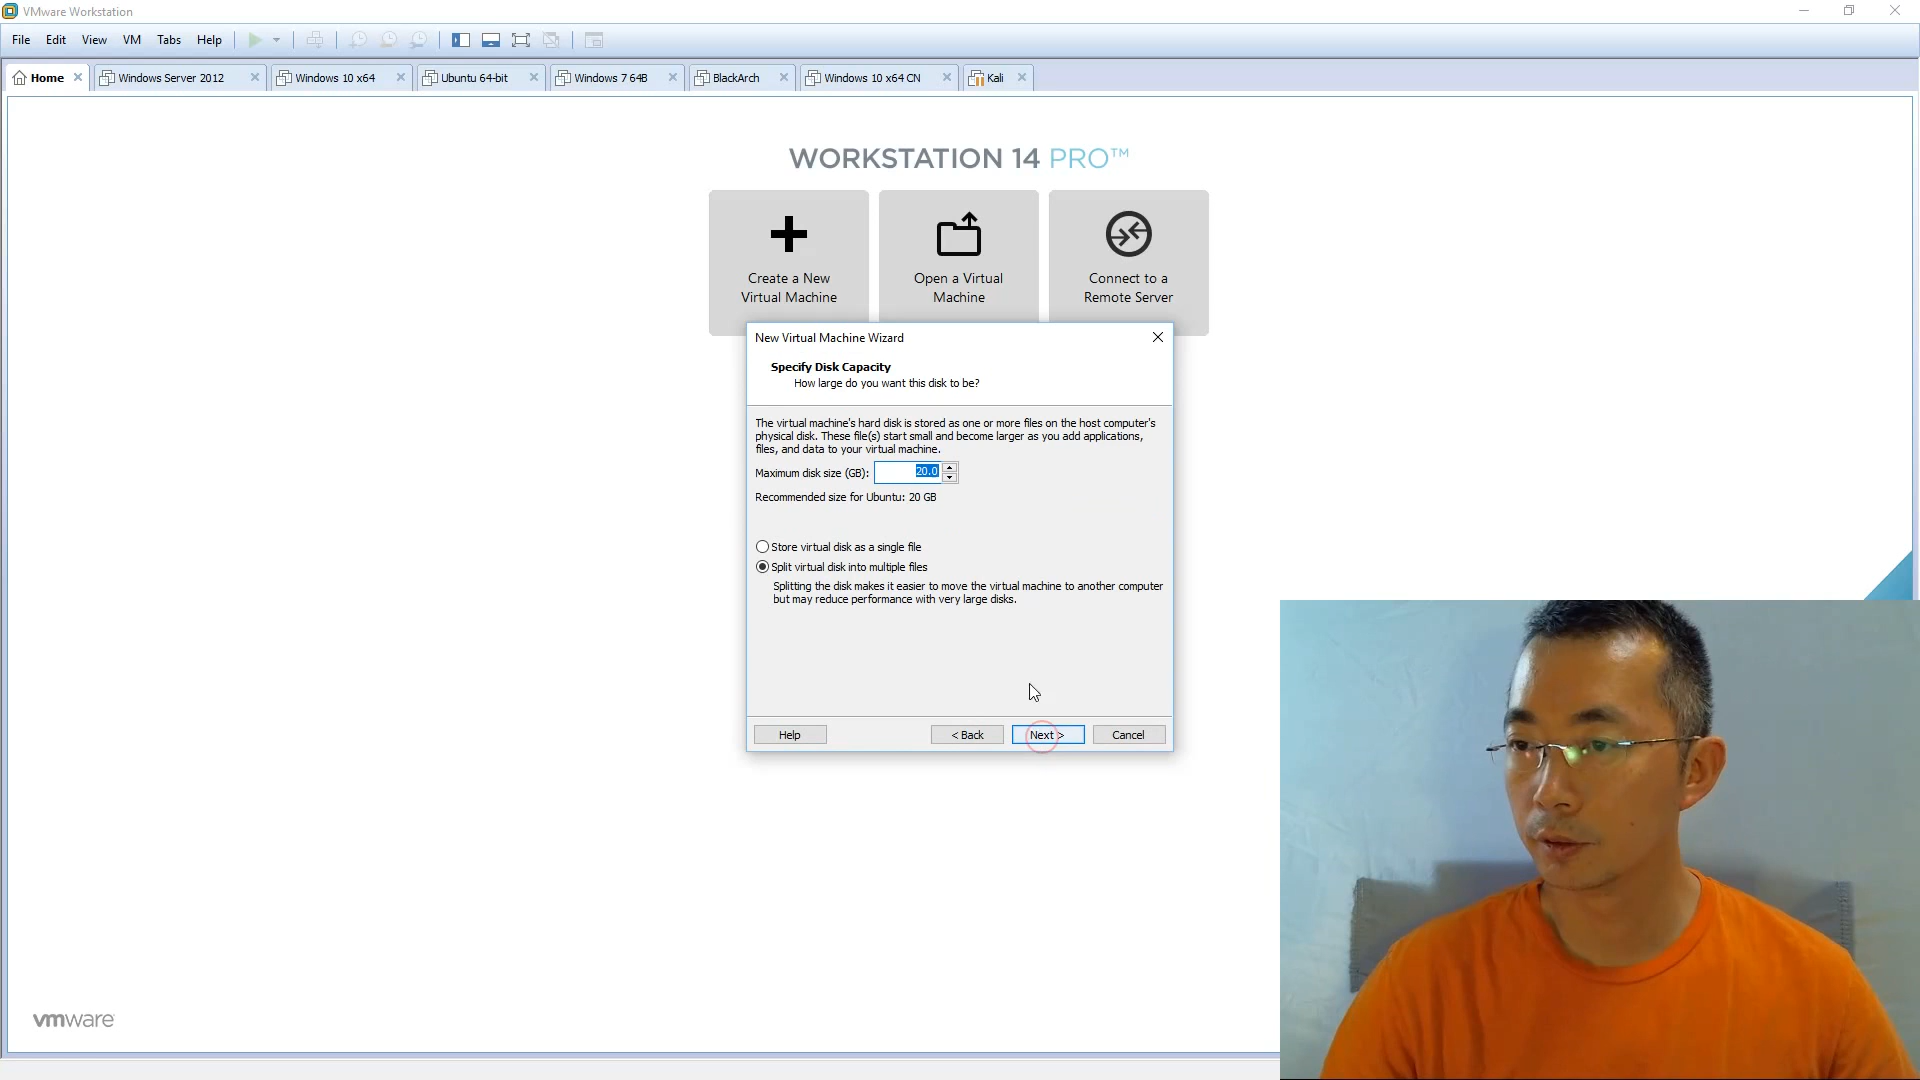 VMware Workstation
File Edit View VM Tabs Help
Home Windows Server 2012 Windows 10 x64 Ubuntu 64-bit Windows 7 64B BlackArch Windows 10 x64 CN Kali
WORKSTATION 14 PRO™
Create a New
Virtual Machine
Open a Virtual
Machine
Connect to a
Remote Server
New Virtual Machine Wizard
Specify Disk Capacity
How large do you want this disk to be?
The virtual machine's hard disk is stored as one or more files on the host computer's
physical disk. These file(s) start small and become larger as you add applications,
files, and data to your virtual machine.
Maximum disk size (GB): 20.0
Recommended size for Ubuntu: 20 GB
Store virtual disk as a single file
Split virtual disk into multiple files
Splitting the disk makes it easier to move the virtual machine to another computer
but may reduce performance with very large disks.
Help < Back Next > Cancel
vmware